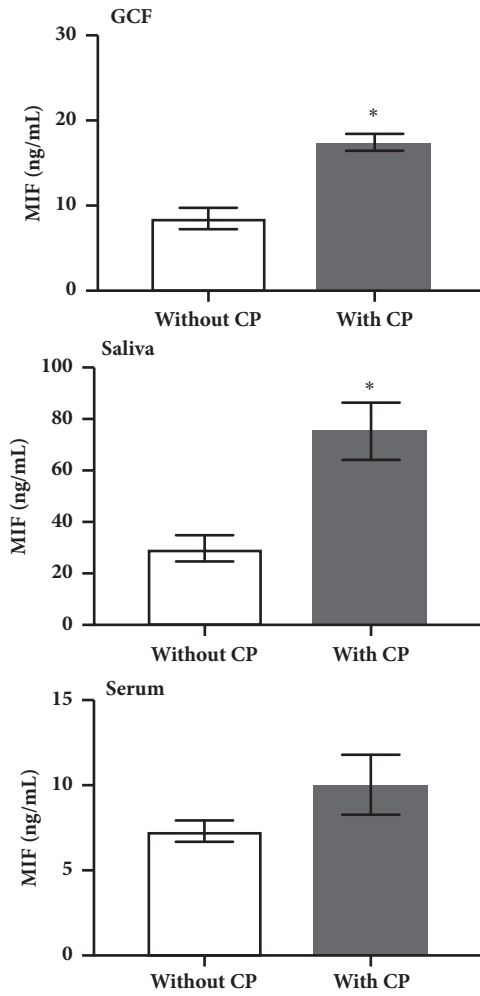 GCF
30
20
10
0
MIF (ng/mL)
*
Without CP With CP
Saliva
100
80
60
40
20
0
MIF (ng/mL)
*
Without CP With CP
Serum
15
10
5
0
MIF (ng/mL)
Without CP With CP